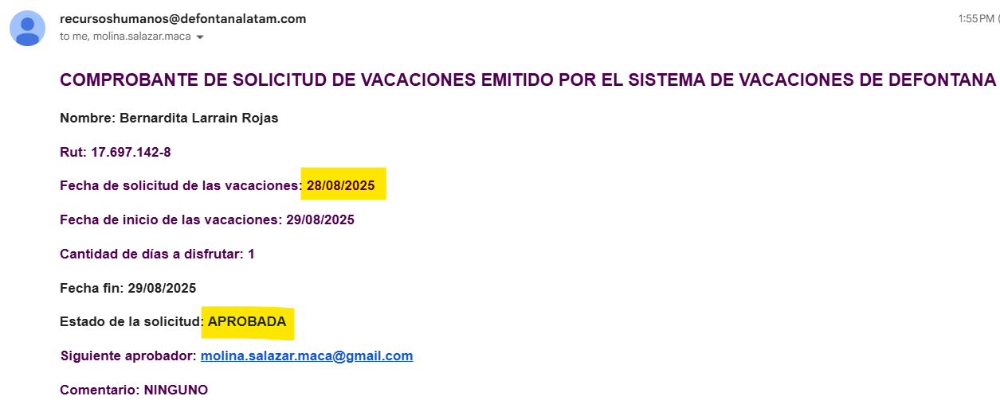 recursoshumanos@defontanalatam.com
1:55 PM (
to me, molina.salazar.maca
COMPROBANTE DE SOLICITUD DE VACACIONES EMITIDO POR EL SISTEMA DE VACACIONES DE DEFONTANA
Nombre: Bernardita Larrain Rojas
Rut: 17.697.142-8
Fecha de solicitud de las vacaciones: 28/08/2025
Fecha de inicio de las vacaciones: 29/08/2025
Cantidad de días a disfrutar: 1
Fecha fin: 29/08/2025
Estado de la solicitud: APROBADA
Siguiente aprobador: molina.salazar.maca@gmail.com
Comentario: NINGUNO